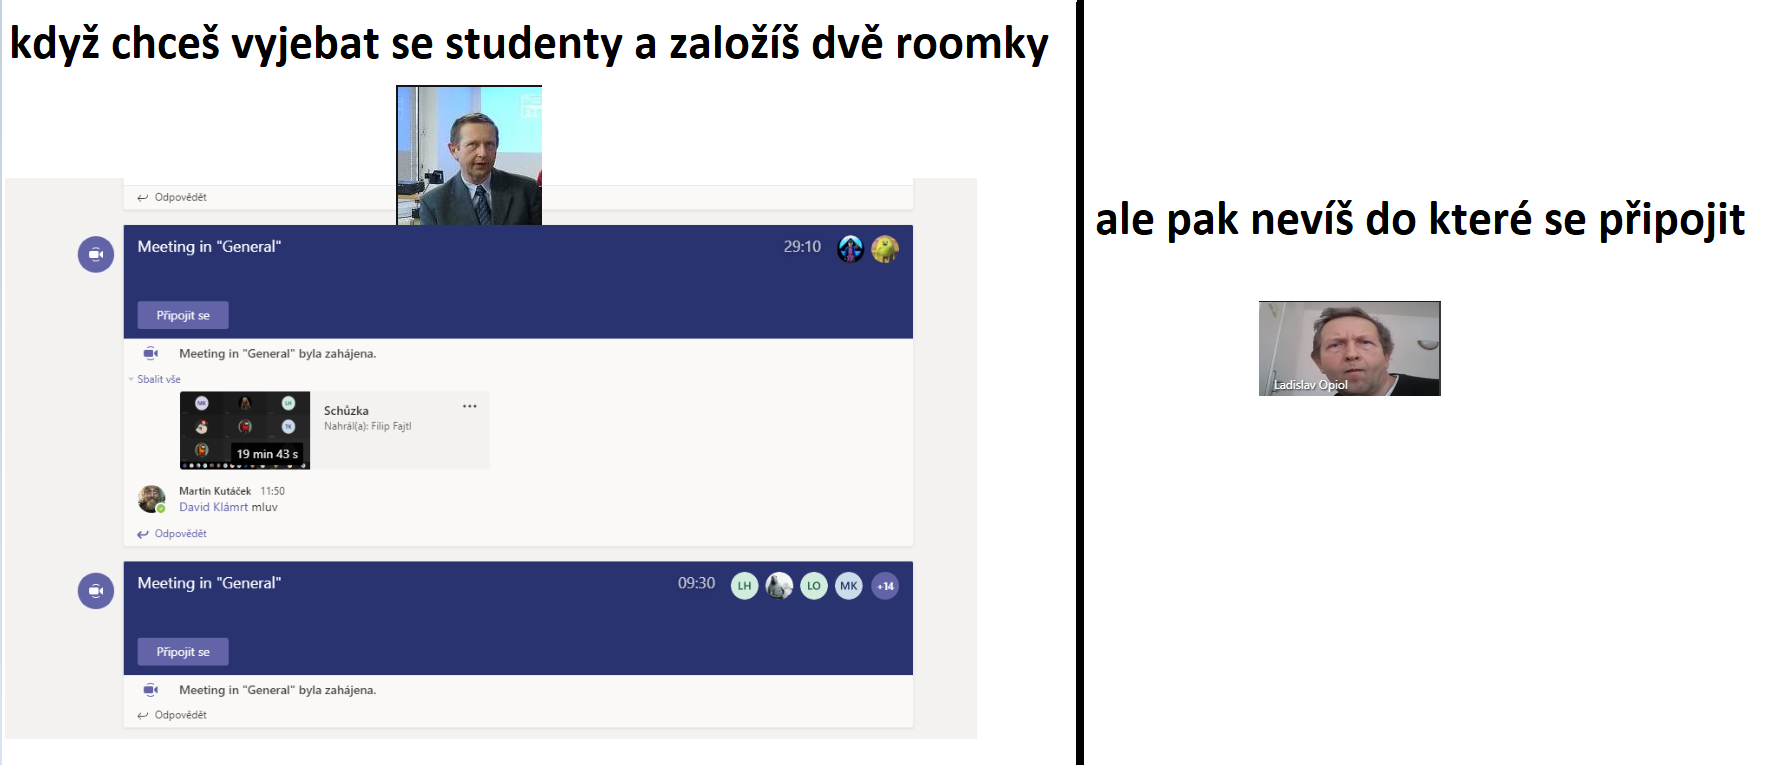 když chceš vyjebat se studenty a založíš dvě roomky
Odpovědět
Meeting in "General"
29:10
Připojit se
Meeting in "General" byla zahájena.
Sbalit vše
MK
LH
TK
19 min 43 s
Schůzka
...
Nahrál(a): Filip Fajtl
Martin Kutáček 11:50
David Klámrt mluv
Odpovědět
Meeting in "General"
09:30 LH LO MK +14
Připojit se
Meeting in "General" byla zahájena.
Odpovědět
ale pak nevíš do které se připojit
Ladislav Opiol